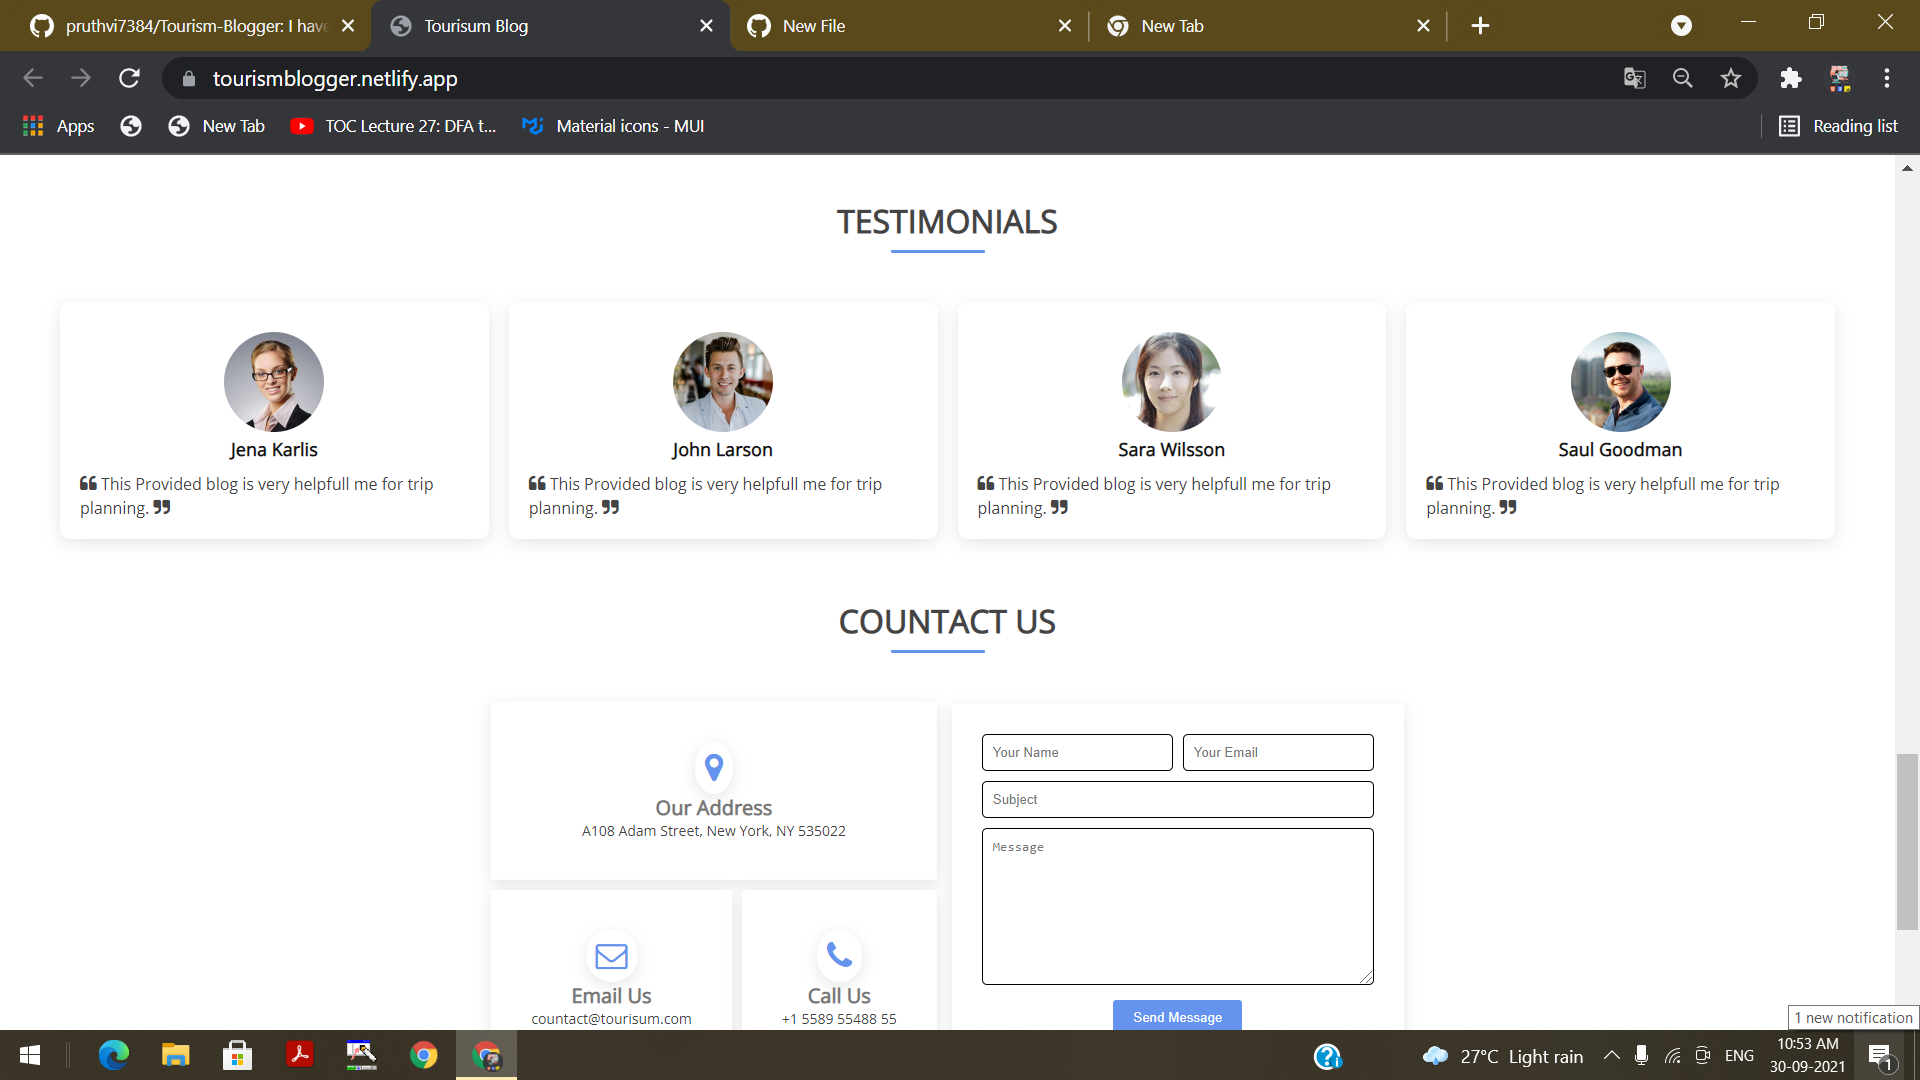 pruthvi7384/Tourism-Blogger: I have
Tourisum Blog
New File
New Tab
tourismblogger.netlify.app
Apps
New Tab
TOC Lecture 27: DFA t...
Material icons - MUI
Reading list
TESTIMONIALS
Jena Karlis
This Provided blog is very helpfull me for trip
planning.
John Larson
This Provided blog is very helpfull me for trip
planning.
Sara Wilsson
This Provided blog is very helpfull me for trip
planning.
Saul Goodman
This Provided blog is very helpfull me for trip
planning.
COUNTACT US
Our Address
A108 Adam Street, New York, NY 535022
Email Us
countact@tourisum.com
Call Us
+1 5589 55488 55
Your Name
Your Email
Subject
Message
Send Message
1 new notification
27°C Light rain
ENG
10:53 AM
30-09-2021
1